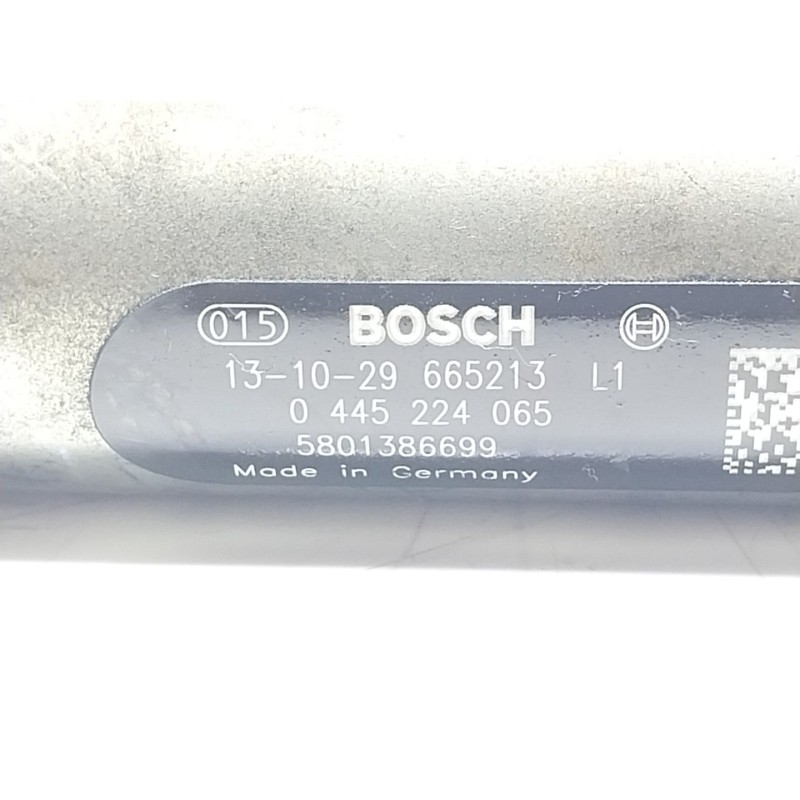 015 BOSCH
13-10-29 665213 L1
0 445 224 065
5801386699
Made in Germany